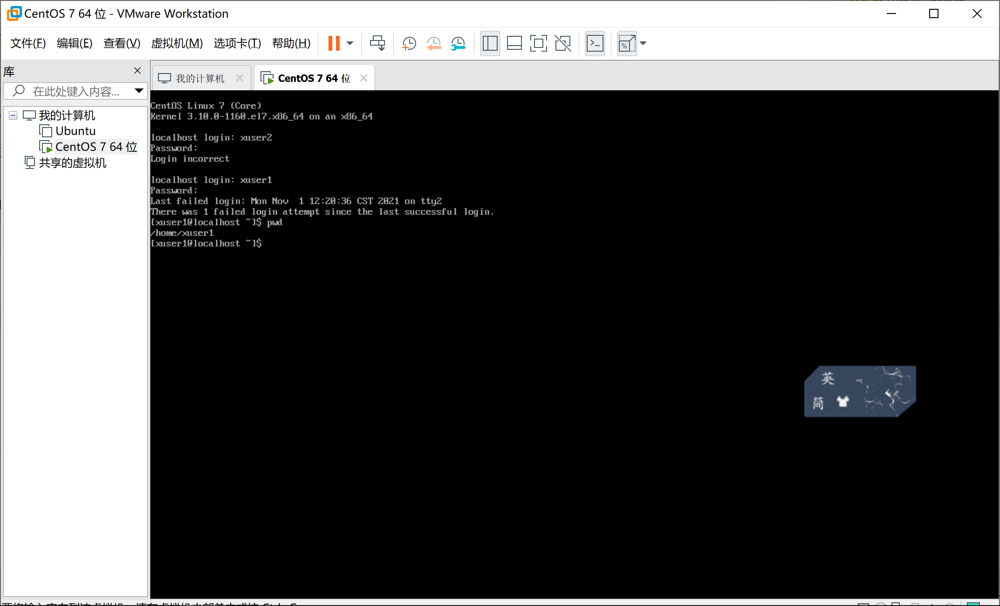 CentOS 7 64 位 - VMware Workstation
文件(F) 编辑(E) 查看(V) 虚拟机(M) 选项卡(T) 帮助(H)
库
在此处键入内容...
我的计算机
Ubuntu
CentOS 7 64 位
共享的虚拟机
我的计算机 CentOS 7 64 位
CentOS Linux 7 (Core)
Kernel 3.10.0-1160.el7.x86_64 on an x86_64
localhost login: xuser2
Password:
Login incorrect
localhost login: xuser1
Password:
Last failed login: Mon Nov  1 12:20:36 CST 2021 on tty2
There was 1 failed login attempt since the last successful login.
[xuser1@localhost ~]$ pwd
/home/xuser1
[xuser1@localhost ~]$
英
简